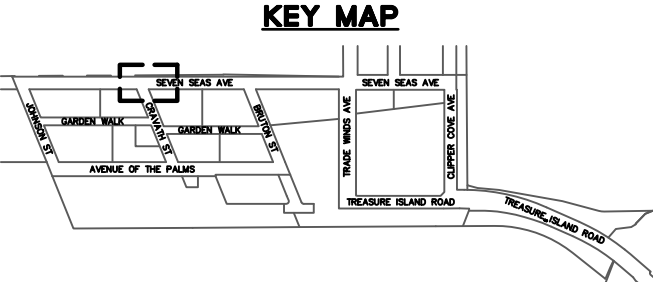 KEY MAP
SEVEN SEAS AVE
SEVEN SEAS AVE
JOHNSON ST
GARDEN WALK
CRAVATH ST
GARDEN WALK
BRUTON ST
TRADE WINDS AVE
CLIPPER COVE AVE
AVENUE OF THE PALMS
TREASURE ISLAND ROAD
TREASURE ISLAND ROAD